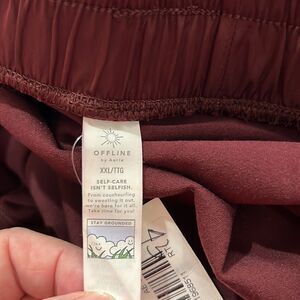 OFFLINE
by Aerie
XXL/TTG
SELF-CARE
ISN'T SELFISH.
From couchsurfing
to sweating it out,
we're here for it all.
Take time for you!
STAY GROUNDED